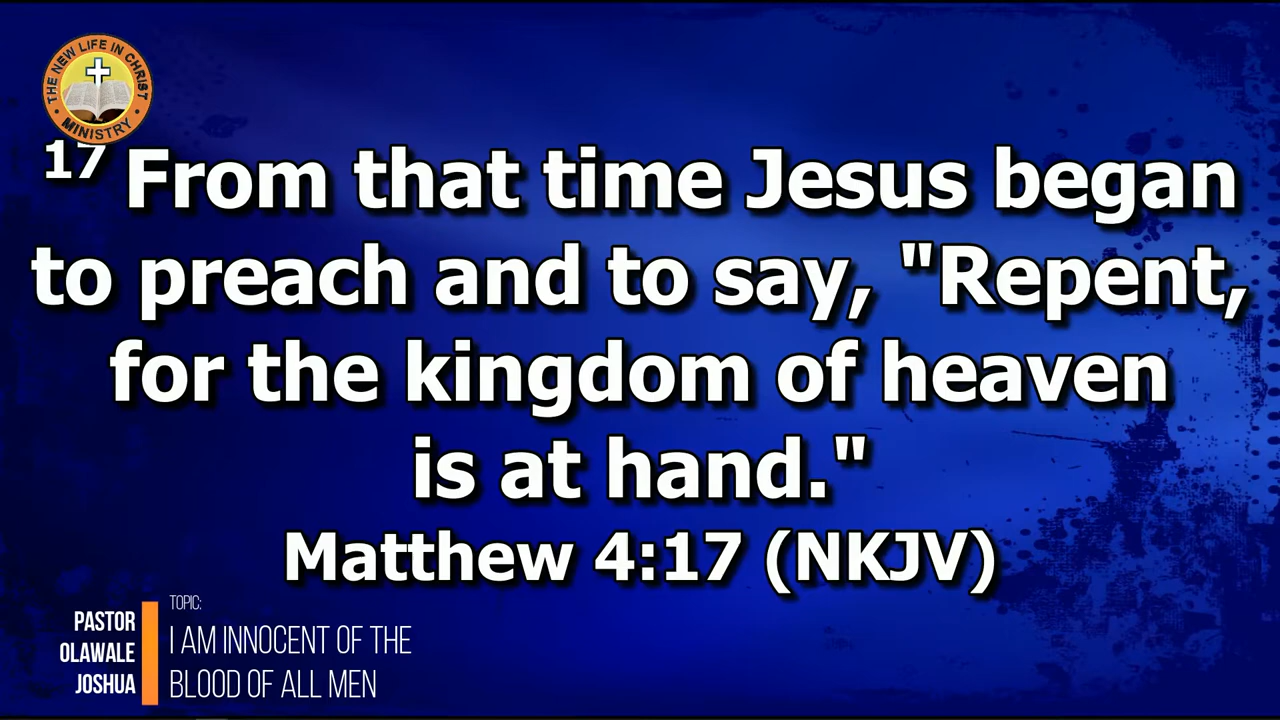 THE NEW LIFE IN CHRIST
MINISTRY
17 From that time Jesus began
to preach and to say, "Repent,
for the kingdom of heaven
is at hand."
Matthew 4:17 (NKJV)
PASTOR
OLAWALE
JOSHUA
TOPIC:
I AM INNOCENT OF THE
BLOOD OF ALL MEN